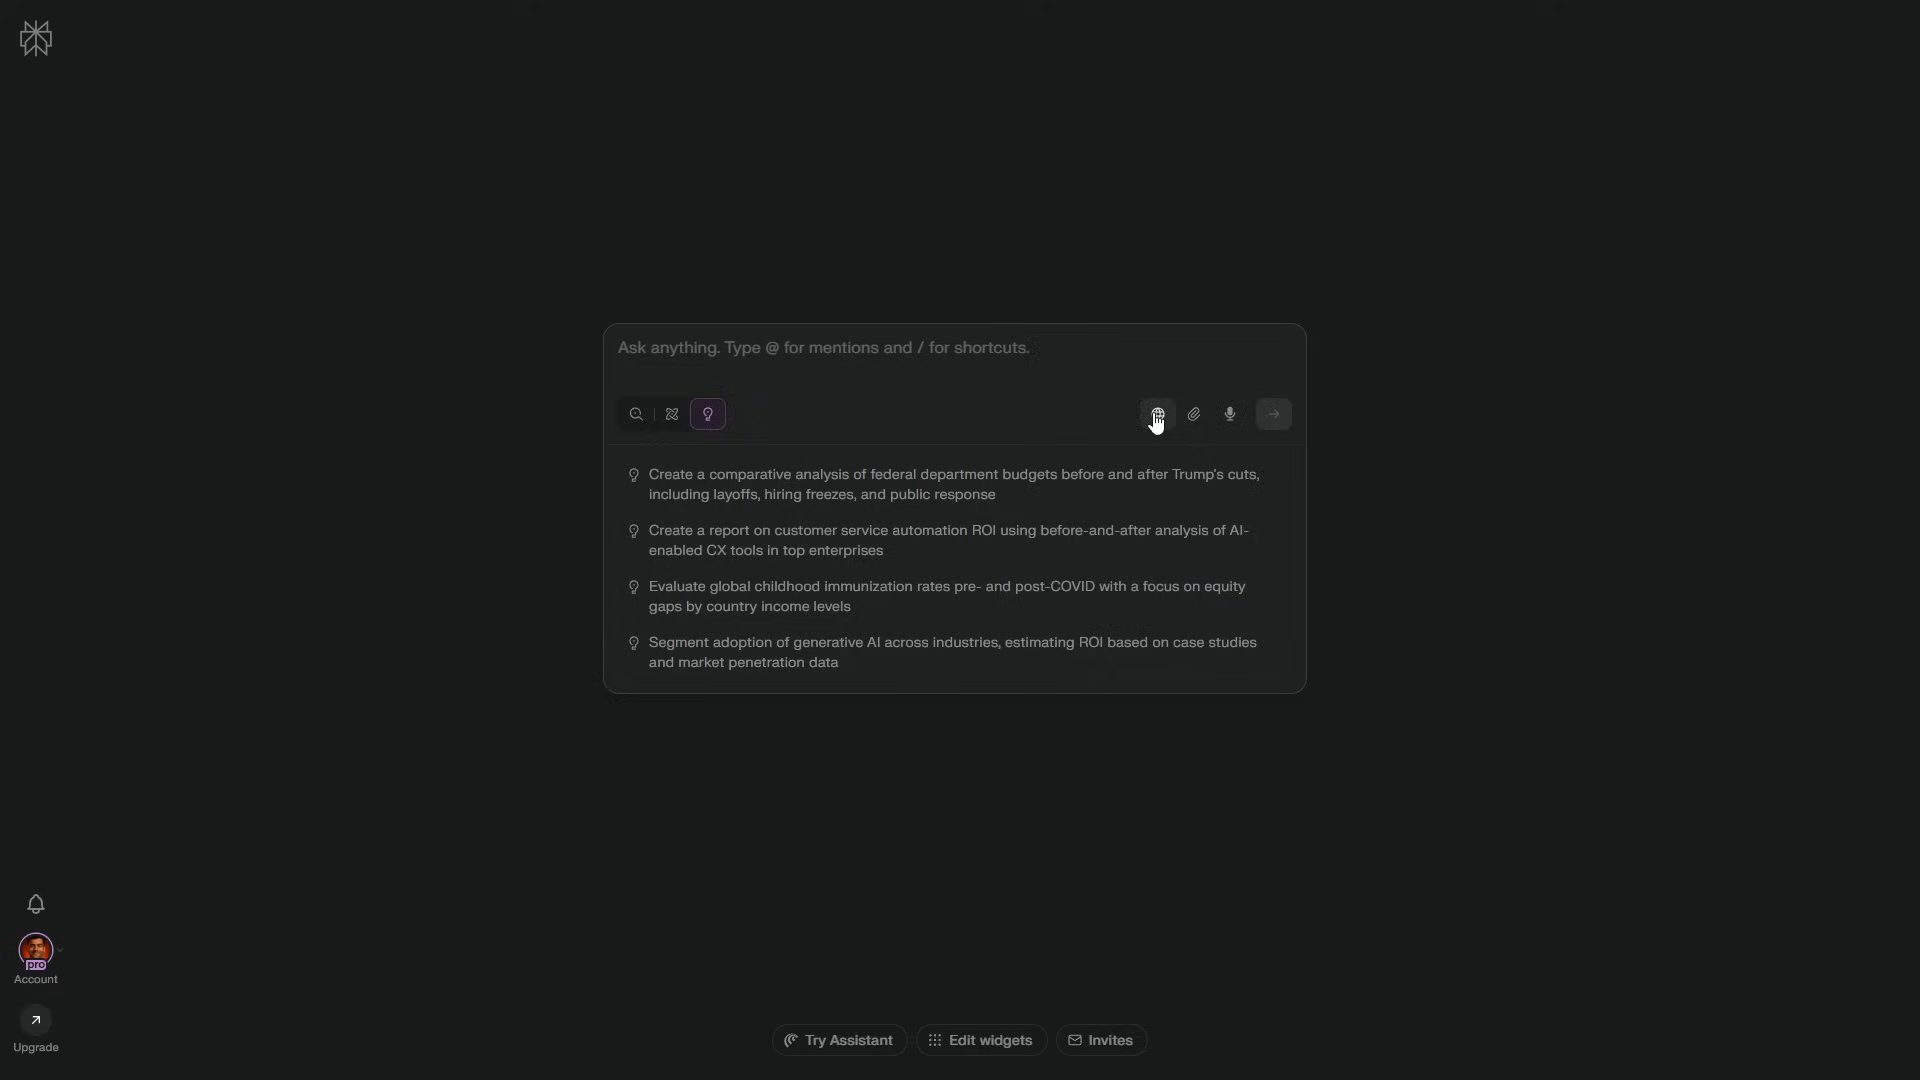 Ask anything. Type @ for mentions and / for shortcuts.
Create a comparative analysis of federal department budgets before and after Trump's cuts,
including layoffs, hiring freezes, and public response
Create a report on customer service automation ROI using before-and-after analysis of AI-
enabled CX tools in top enterprises
Evaluate global childhood immunization rates pre- and post-COVID with a focus on equity
gaps by country income levels
Segment adoption of generative AI across industries, estimating ROI based on case studies
and market penetration data
pro
Account
Upgrade
Try Assistant
Edit widgets
Invites